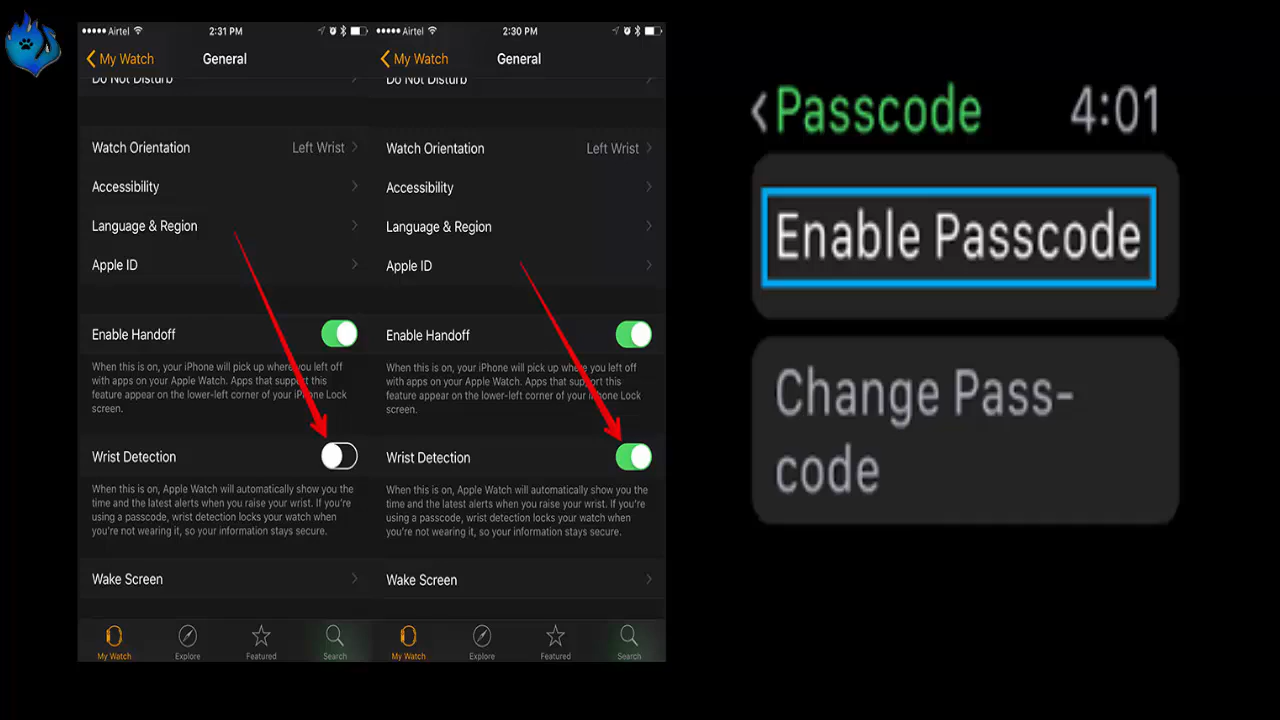 Airtel 2:31 PM
My Watch General
Do Not Disturb
Watch Orientation Left Wrist
Accessibility
Language & Region
Apple ID
Enable Handoff
When this is on, your iPhone will pick up where you left off
with apps on your Apple Watch. Apps that support this
feature appear on the lower-left corner of your iPhone Lock
screen.
Wrist Detection
When this is on, Apple Watch will automatically show you the
time and the latest alerts when you raise your wrist. If you're
using a passcode, wrist detection locks your watch when
you're not wearing it, so your information stays secure.
Wake Screen
My Watch Explore Featured Search
Airtel 2:30 PM
My Watch General
Do Not Disturb
Watch Orientation Left Wrist
Accessibility
Language & Region
Apple ID
Enable Handoff
When this is on, your iPhone will pick up where you left off
with apps on your Apple Watch. Apps that support this
feature appear on the lower-left corner of your iPhone Lock
screen.
Wrist Detection
When this is on, Apple Watch will automatically show you the
time and the latest alerts when you raise your wrist. If you're
using a passcode, wrist detection locks your watch when
you're not wearing it, so your information stays secure.
Wake Screen
My Watch Explore Featured Search
Passcode 4:01
Enable Passcode
Change Pass-
code